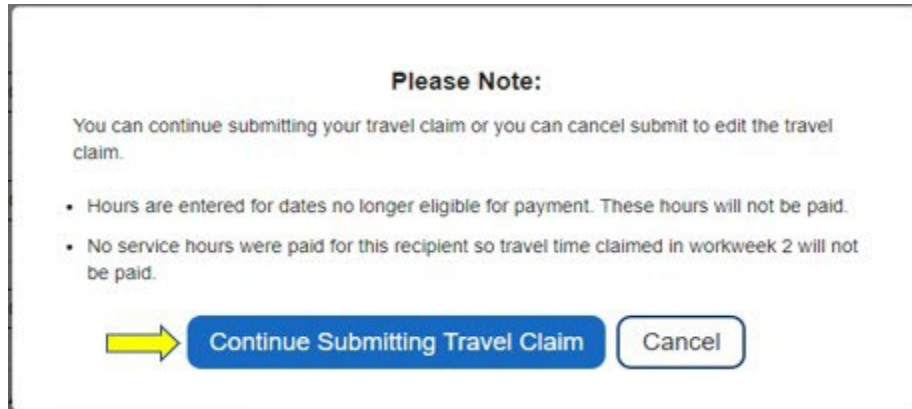 Please Note:
You can continue submitting your travel claim or you can cancel submit to edit the travel
claim.
• Hours are entered for dates no longer eligible for payment. These hours will not be paid.
• No service hours were paid for this recipient so travel time claimed in workweek 2 will not
be paid.
Continue Submitting Travel Claim Cancel